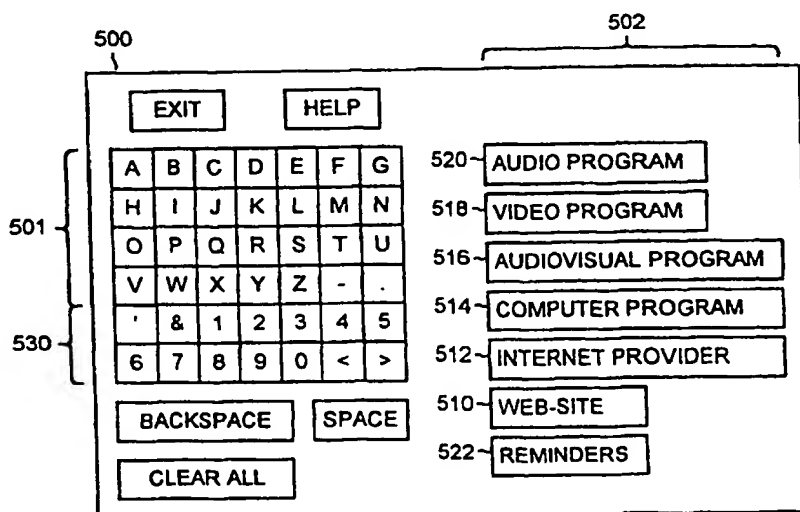 502
500
EXIT HELP
A B C D E F G
520 AUDIO PROGRAM
H I J K L M N
518 VIDEO PROGRAM
501
O P Q R S T U
516 AUDIOVISUAL PROGRAM
V W X Y Z - .
514 COMPUTER PROGRAM
' & 1 2 3 4 5
530
512 INTERNET PROVIDER
6 7 8 9 0 < >
BACKSPACE SPACE
510 WEB-SITE
CLEAR ALL
522 REMINDERS